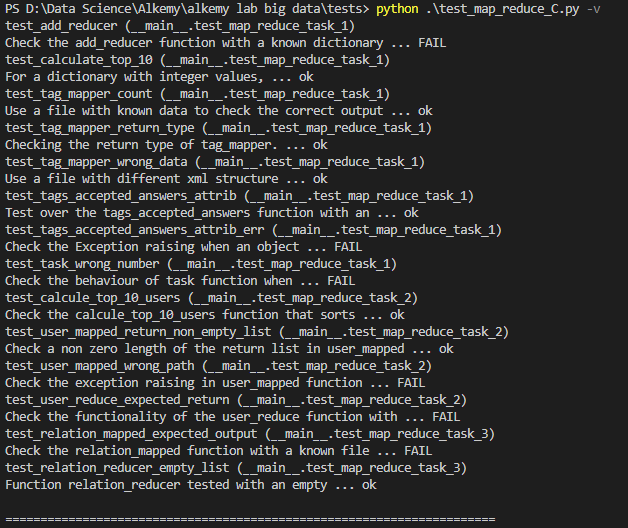 PS D:\Data Science\Alkemy\alkemy lab big data\tests> python .\test_map_reduce_C.py -v
test_add_reducer (__main__.test_map_reduce_task_1)
Check the add_reducer function with a known dictionary ... FAIL
test_calculate_top_10 (__main__.test_map_reduce_task_1)
For a dictionary with integer values, ... ok
test_tag_mapper_count (__main__.test_map_reduce_task_1)
Use a file with known data to check the correct output ... ok
test_tag_mapper_return_type (__main__.test_map_reduce_task_1)
Checking the return type of tag_mapper. ... ok
test_tag_mapper_wrong_data (__main__.test_map_reduce_task_1)
Use a file with different xml structure ... ok
test_tags_accepted_answers_attrib (__main__.test_map_reduce_task_1)
Test over the tags_accepted_answers function with an ... ok
test_tags_accepted_answers_attrib_err (__main__.test_map_reduce_task_1)
Check the Exception raising when an object ... FAIL
test_task_wrong_number (__main__.test_map_reduce_task_1)
Check the behaviour of task function when ... FAIL
test_calcule_top_10_users (__main__.test_map_reduce_task_2)
Check the calcule_top_10_users function that sorts ... ok
test_user_mapped_return_non_empty_list (__main__.test_map_reduce_task_2)
Check a non zero length of the return list in user_mapped ... ok
test_user_mapped_wrong_path (__main__.test_map_reduce_task_2)
Check the exception raising in user_mapped function ... FAIL
test_user_reduce_expected_return (__main__.test_map_reduce_task_2)
Check the functionality of the user_reduce function with ... FAIL
test_relation_mapped_expected_output (__main__.test_map_reduce_task_3)
Check the relation_mapped function with a known file ... FAIL
test_relation_reducer_empty_list (__main__.test_map_reduce_task_3)
Function relation_reducer tested with an empty ... ok
======================================================================